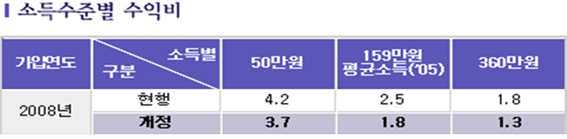 소득수준별 수익비
가입연도 소득별 구분 50만원 159만원 평균소득('05) 360만원
2008년 현행 4.2 2.5 1.8
개정 3.7 1.8 1.3